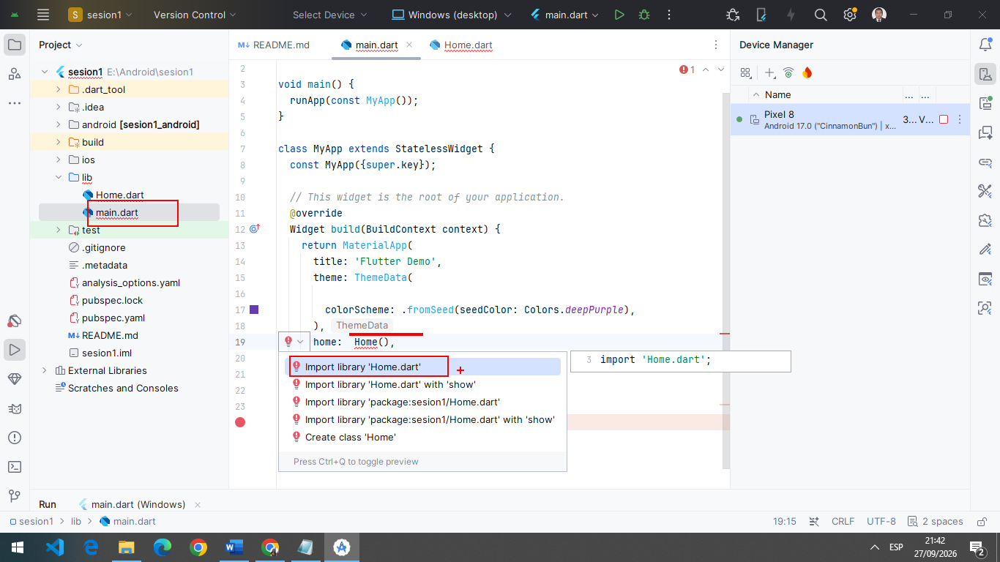 S sesion1 Version Control Select Device Windows (desktop) main.dart
Project
README.md main.dart Home.dart
Device Manager
sesion1 E:\Android\sesion1
.dart_tool
.idea
android [sesion1_android]
build
ios
lib
Home.dart
main.dart
test
.gitignore
.metadata
analysis_options.yaml
pubspec.lock
pubspec.yaml
M↓ README.md
sesion1.iml
External Libraries
Scratches and Consoles
1
2
3 void main() {
4 runApp(const MyApp());
5 }
6
7 class MyApp extends StatelessWidget {
8 const MyApp({super.key});
9
10 // This widget is the root of your application.
11 @override
12 Widget build(BuildContext context) {
13 return MaterialApp(
14 title: 'Flutter Demo',
15 theme: ThemeData(
16
17 colorScheme: .fromSeed(seedColor: Colors.deepPurple),
18 ), ThemeData
19 home: Home(),
20
21
22
23
Import library 'Home.dart'
Import library 'Home.dart' with 'show'
Import library 'package:sesion1/Home.dart'
Import library 'package:sesion1/Home.dart' with 'show'
Create class 'Home'
Press Ctrl+Q to toggle preview
3 import 'Home.dart';
Name ... ...
Pixel 8 3... V...
Android 17.0 ("CinnamonBun") | x...
Run main.dart (Windows)
sesion1 > lib > main.dart 19:15 CRLF UTF-8 2 spaces
ESP
21:42
27/09/2026
2